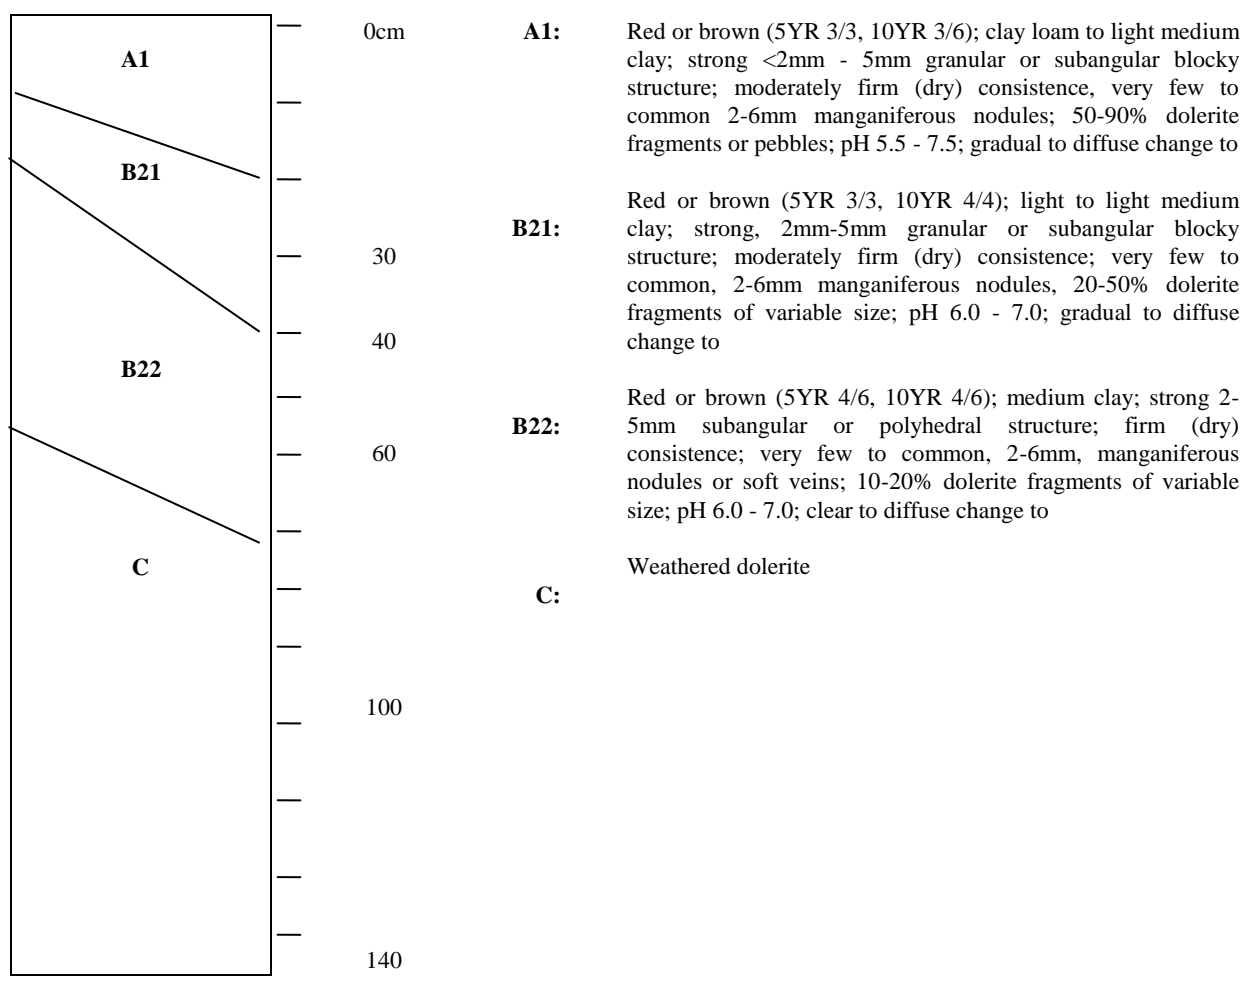 A1
B21
B22
C
0cm
30
40
60
100
140
A1:
Red or brown (5YR 3/3, 10YR 3/6); clay loam to light medium
clay; strong <2mm - 5mm granular or subangular blocky
structure; moderately firm (dry) consistence, very few to
common 2-6mm manganiferous nodules; 50-90% dolerite
fragments or pebbles; pH 5.5 - 7.5; gradual to diffuse change to
B21:
Red or brown (5YR 3/3, 10YR 4/4); light to light medium
clay; strong, 2mm-5mm granular or subangular blocky
structure; moderately firm (dry) consistence; very few to
common, 2-6mm manganiferous nodules, 20-50% dolerite
fragments of variable size; pH 6.0 - 7.0; gradual to diffuse
change to
B22:
Red or brown (5YR 4/6, 10YR 4/6); medium clay; strong 2-
5mm subangular or polyhedral structure; firm (dry)
consistence; very few to common, 2-6mm, manganiferous
nodules or soft veins; 10-20% dolerite fragments of variable
size; pH 6.0 - 7.0; clear to diffuse change to
C:
Weathered dolerite